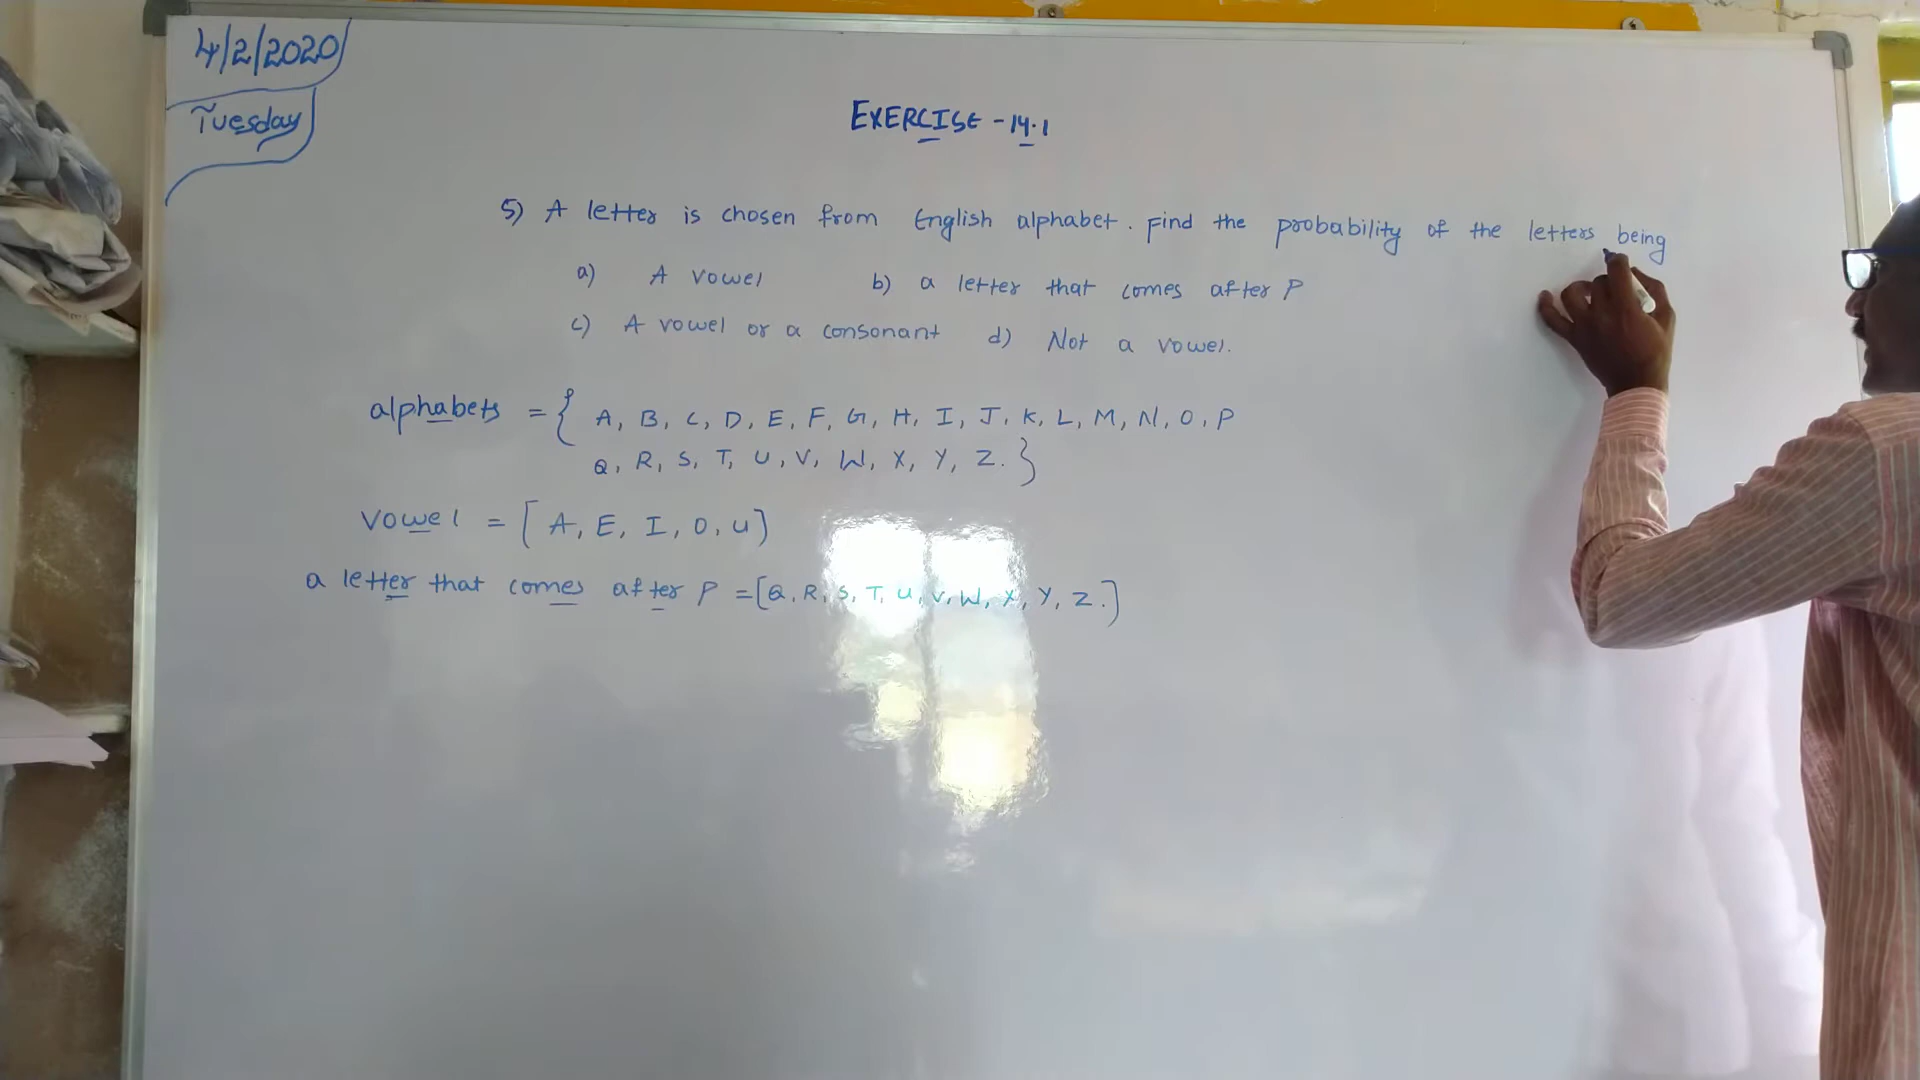 4/2/2020
Tuesday
EXERCISE - 14.1
5) A letter is chosen from English alphabet. Find the probability of the letters being
a) A vowel b) a letter that comes after P
c) A vowel or a consonant d) Not a vowel.
alphabets = { A, B, C, D, E, F, G, H, I, J, K, L, M, N, O, P
Q, R, S, T, U, V, W, X, Y, Z. }
Vowel = [ A, E, I, O, U ]
a letter that comes after P = [Q, R, S, T, U, V, W, X, Y, Z.]